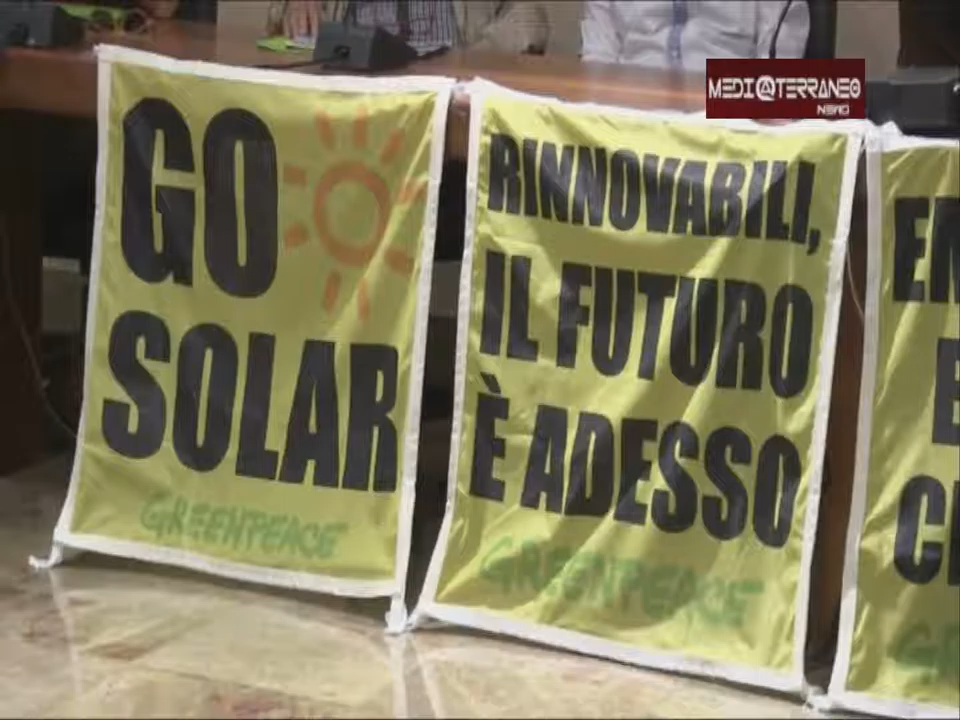 MEDI@TERRANEO
NEWS
GO
SOLAR
GREENPEACE
RINNOVABILI,
IL FUTURO
È ADESSO
GREENPEACE